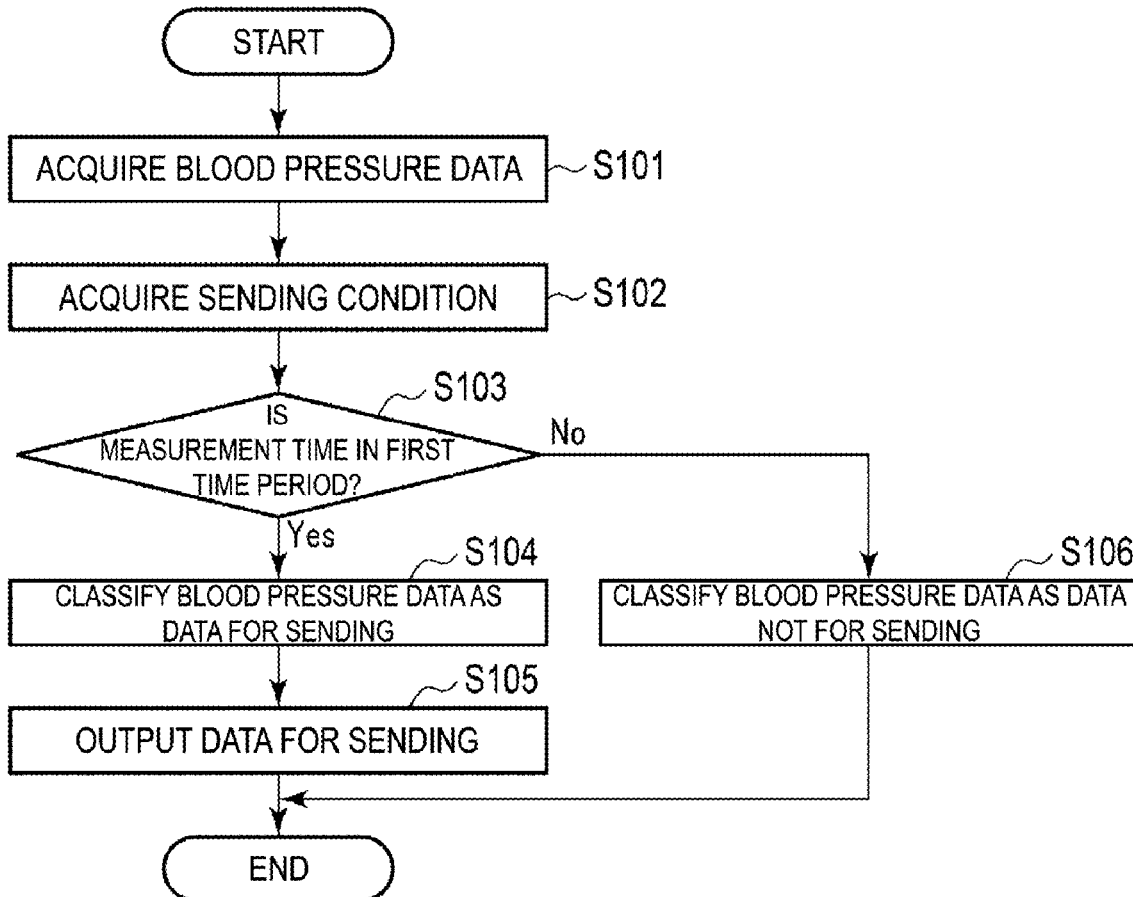 START
ACQUIRE BLOOD PRESSURE DATA
S101
ACQUIRE SENDING CONDITION
S102
S103
IS
MEASUREMENT TIME IN FIRST
TIME PERIOD?
No
Yes
S104
CLASSIFY BLOOD PRESSURE DATA AS
DATA FOR SENDING
S106
CLASSIFY BLOOD PRESSURE DATA AS DATA
NOT FOR SENDING
S105
OUTPUT DATA FOR SENDING
END